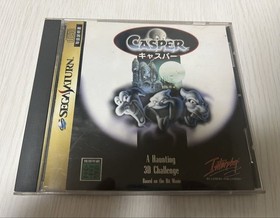 CASPER
キャスパー
SEGA SATURN
A Haunting
3D Challenge
Based on the Hit Movie
Interplay